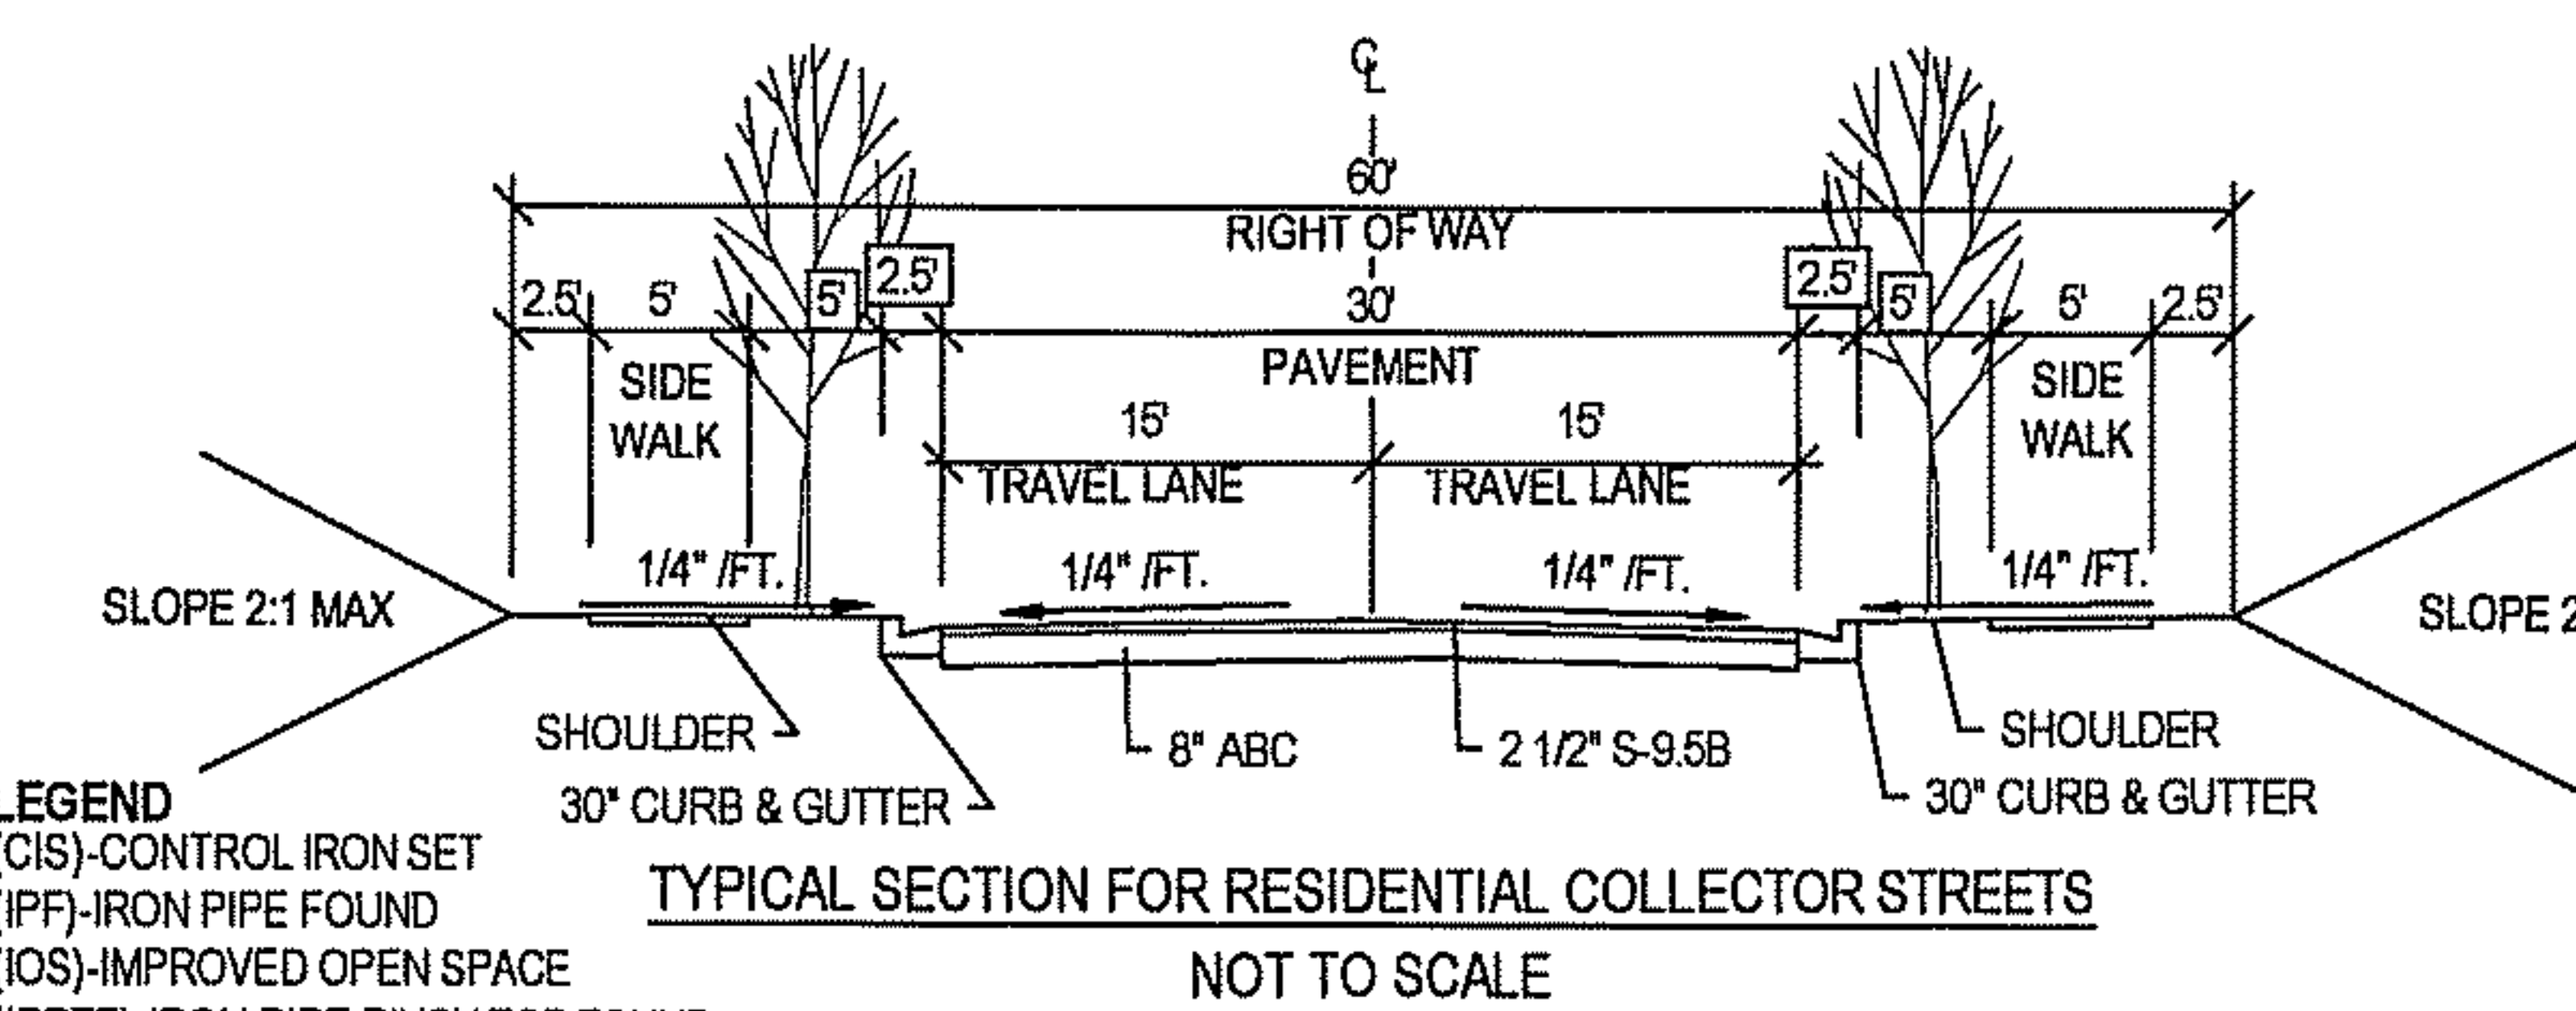 ℄
60'
RIGHT OF WAY
2.5' 5' 5' 2.5' 30' 2.5' 5' 5' 2.5'
SIDE WALK
PAVEMENT
SIDE WALK
15' 15'
TRAVEL LANE TRAVEL LANE
1/4" /FT. 1/4" /FT. 1/4" /FT. 1/4" /FT.
SLOPE 2:1 MAX
SLOPE 2
SHOULDER
8" ABC
2 1/2" S-9.5B
SHOULDER
30" CURB & GUTTER
30" CURB & GUTTER
LEGEND
(CIS)-CONTROL IRON SET
(IPF)-IRON PIPE FOUND
(IOS)-IMPROVED OPEN SPACE
TYPICAL SECTION FOR RESIDENTIAL COLLECTOR STREETS
NOT TO SCALE